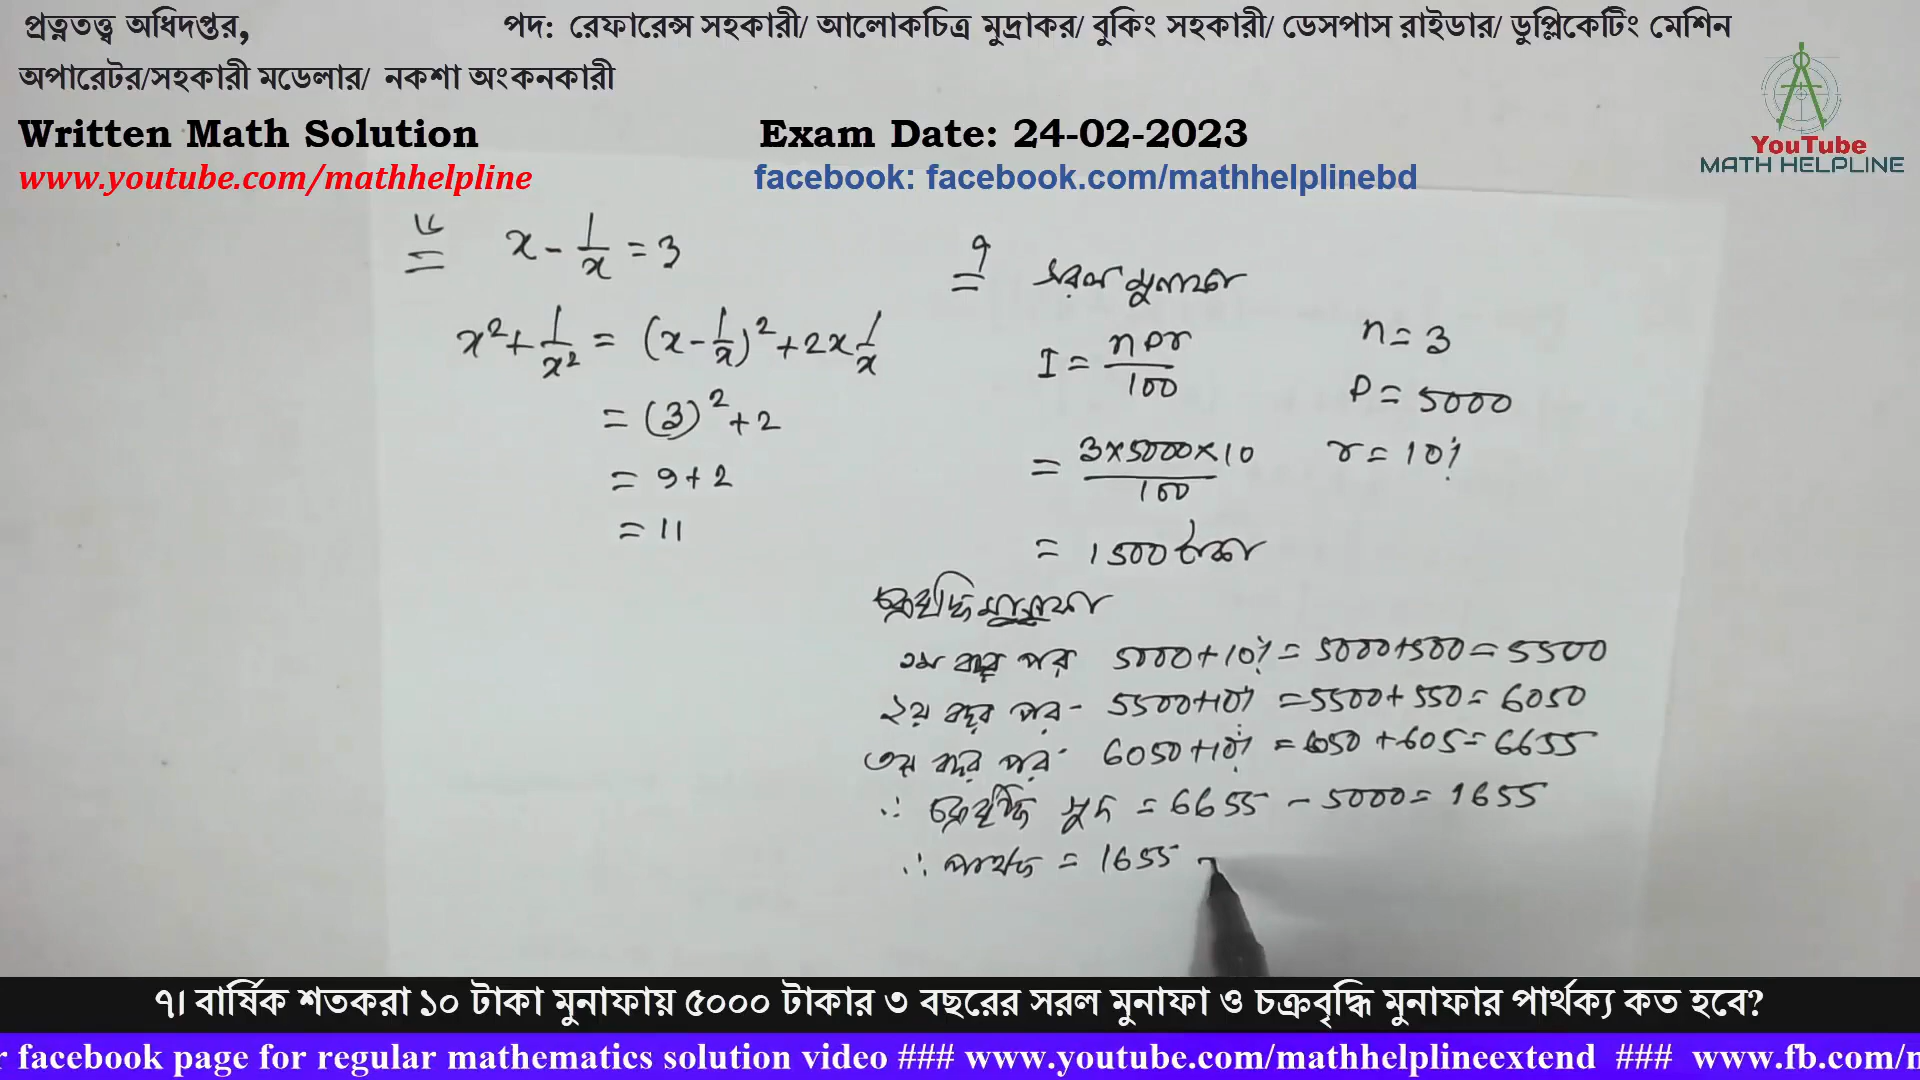 প্রত্নতত্ত্ব অধিদপ্তর, পদ: রেফারেন্স সহকারী/ আলোকচিত্র মুদ্রাকর/ বুকিং সহকারী/ ডেসপাস রাইডার/ ডুপ্লিকেটিং মেশিন
অপারেটর/সহকারী মডেলার/ নকশা অংকনকারী
Written Math Solution Exam Date: 24-02-2023
www.youtube.com/mathhelpline facebook: facebook.com/mathhelplinebd
YouTube
MATH HELPLINE
৬ x - 1/x = 3
x² + 1/x² = (x - 1/x)² + 2x 1/x
= (3)² + 2
= 9 + 2
= 11
৭ সরল মুনাফা
I = nPr/100
n = 3
P = 5000
= 3×5000×10/100
r = 10%
= 1500 টাকা
চক্রবৃদ্ধি মুনাফা
১ম বছর পর 5000+10% = 5000+500 = 5500
২য় বছর পর - 5500+10% = 5500+550 = 6050
৩য় বছর পর - 6050+10% = 6050+605 = 6655
∴ চক্রবৃদ্ধি সুদ = 6655 - 5000 = 1655
∴ পার্থক্য = 1655 -
৭। বার্ষিক শতকরা ১০ টাকা মুনাফায় ৫০০০ টাকার ৩ বছরের সরল মুনাফা ও চক্রবৃদ্ধি মুনাফার পার্থক্য কত হবে?
r facebook page for regular mathematics solution video ### www.youtube.com/mathhelplineextend ### www.fb.com/m